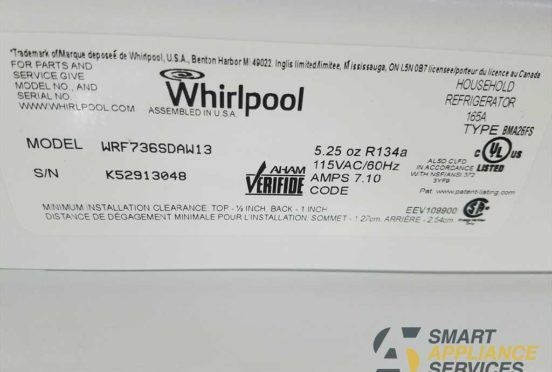 *Trademark of/Marque deposeé de Whirlpool, U.S.A., Benton Harbor MI 49022. Inglis limited/limitee, Mississauga, ON L5N 0B7 licensee/porteur du licence au Canada
FOR PARTS AND
SERVICE GIVE
MODEL NO., AND
SERIAL NO.
WWW.WHIRLPOOL.COM
Whirlpool
ASSEMBLED IN U.S.A.
HOUSEHOLD
REFRIGERATOR
165A
TYPE BMA26FS
MODEL WRF736SDAW13
S/N K52913048
AHAM
VERIFIDE
5.25 oz R134a
115VAC/60Hz
AMPS 7.10
CODE
C UL US
LISTED
ALSO CLFD
IN ACCORDANCE
WITH NSF/ANSI 372
3YP9
Pat. www.patentlisting.com
MINIMUM INSTALLATION CLEARANCE: TOP - ½ INCH, BACK - 1 INCH
DISTANCE DE DÉGAGEMENT MINIMALE POUR L'INSTALLATION: SOMMET - 1.27cm, ARRIÈRE - 2.54cm
EEV109900
SMART
APPLIANCE
SERVICES